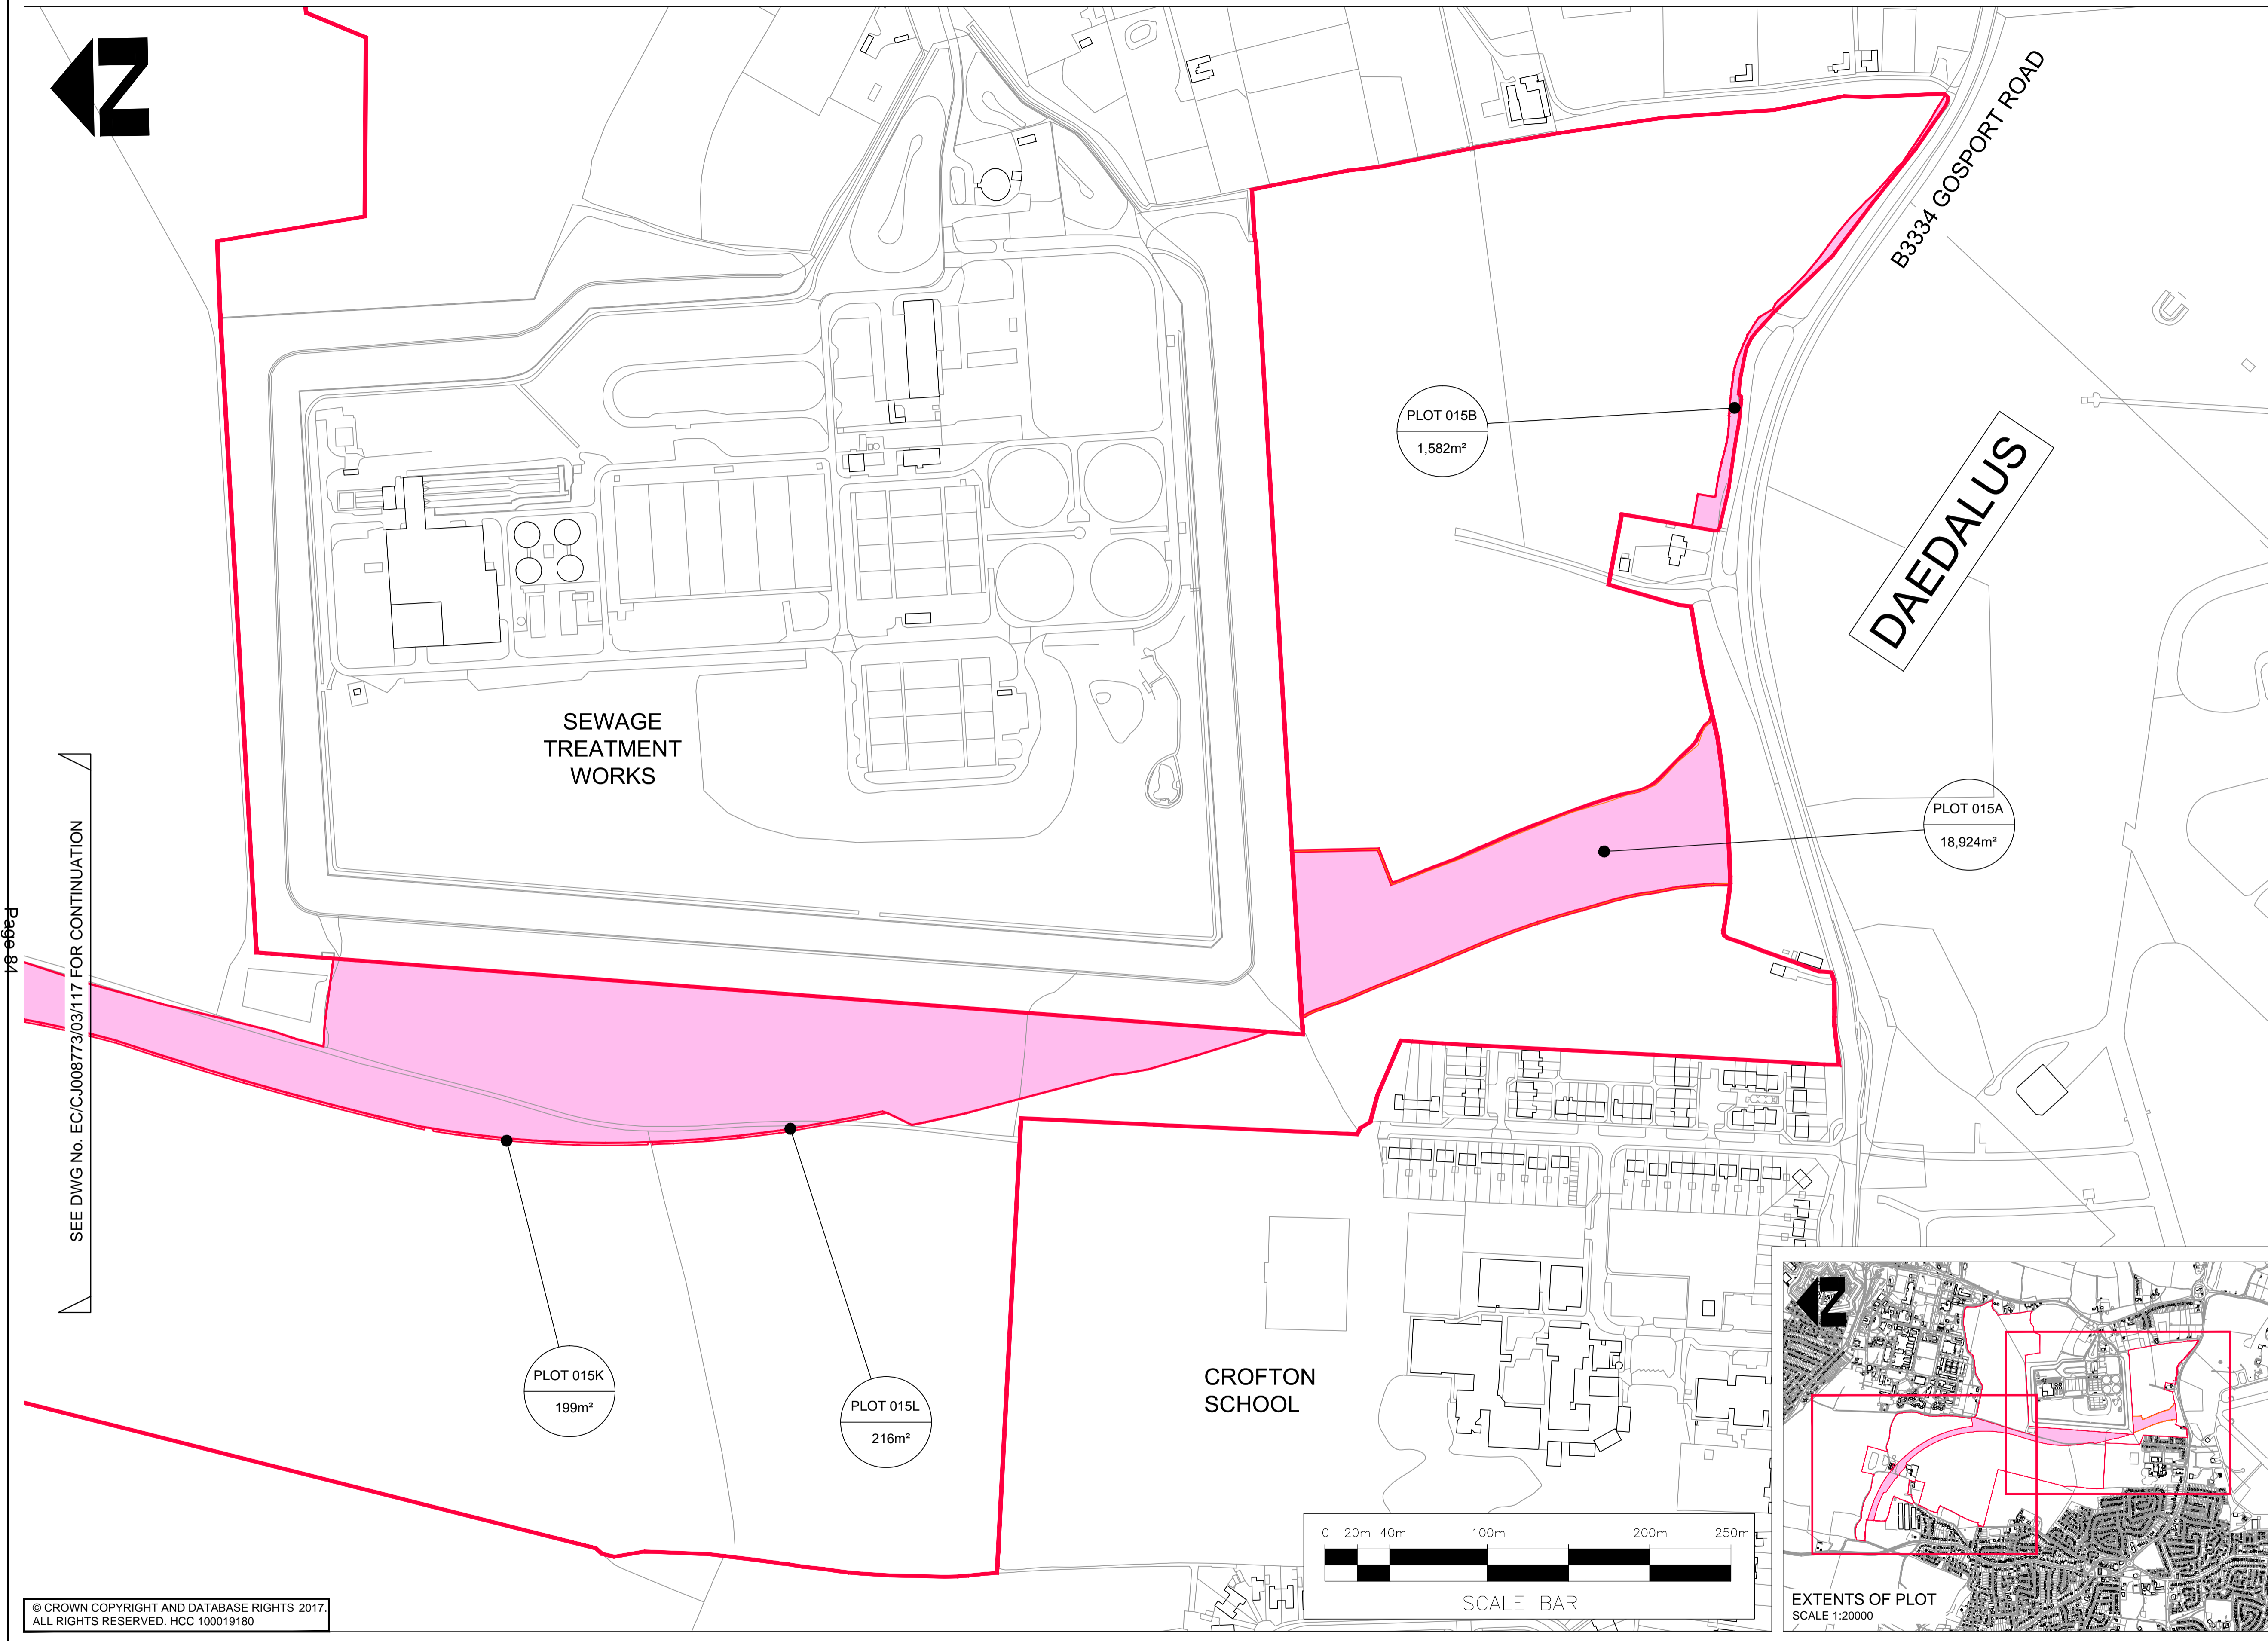 N
B3334 GOSPORT ROAD
PLOT 015B
1,582m²
DAEDALUS
SEWAGE
TREATMENT
WORKS
PLOT 015A
18,924m²
SEE DWG No. EC/CJ008773/03/117 FOR CONTINUATION
Page 84
PLOT 015K
199m²
PLOT 015L
216m²
CROFTON
SCHOOL
N
0 20m 40m 100m 200m 250m
SCALE BAR
EXTENTS OF PLOT
SCALE 1:20000
© CROWN COPYRIGHT AND DATABASE RIGHTS 2017.
ALL RIGHTS RESERVED. HCC 100019180